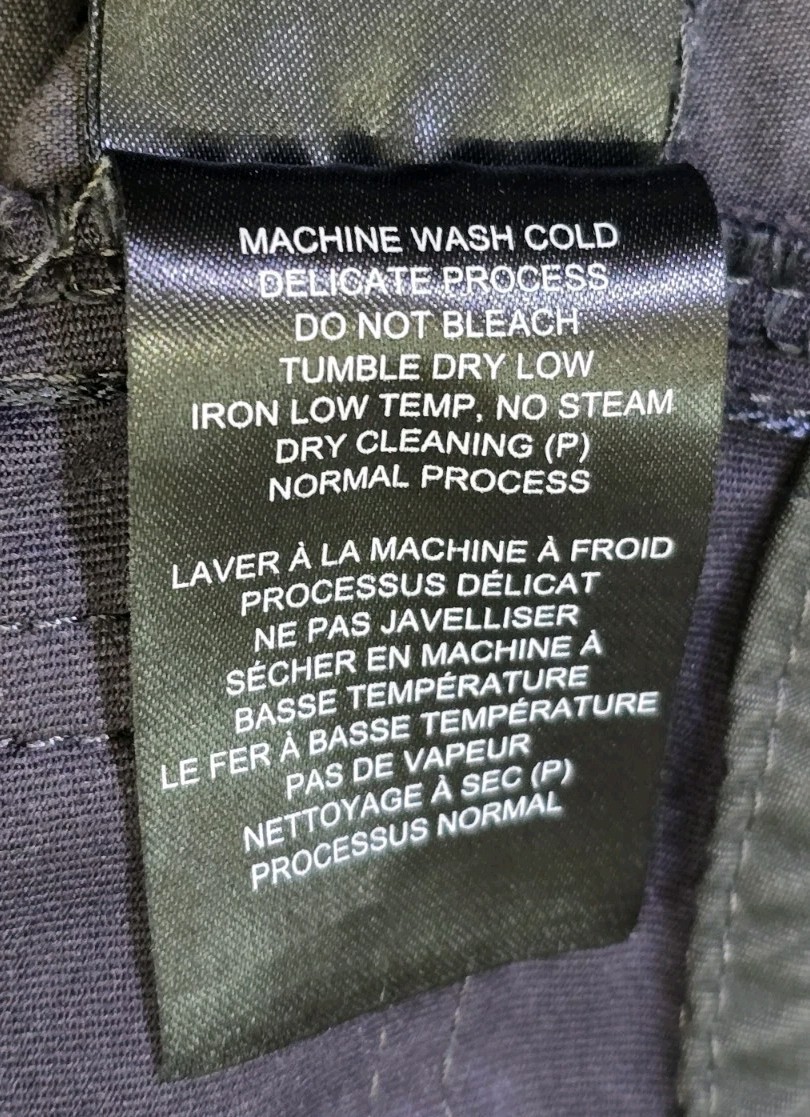 MACHINE WASH COLD
DELICATE PROCESS
DO NOT BLEACH
TUMBLE DRY LOW
IRON LOW TEMP, NO STEAM
DRY CLEANING (P)
NORMAL PROCESS
LAVER À LA MACHINE À FROID
PROCESSUS DÉLICAT
NE PAS JAVELLISER
SÉCHER EN MACHINE À
BASSE TEMPÉRATURE
LE FER À BASSE TEMPÉRATURE
PAS DE VAPEUR
NETTOYAGE À SEC (P)
PROCESSUS NORMAL